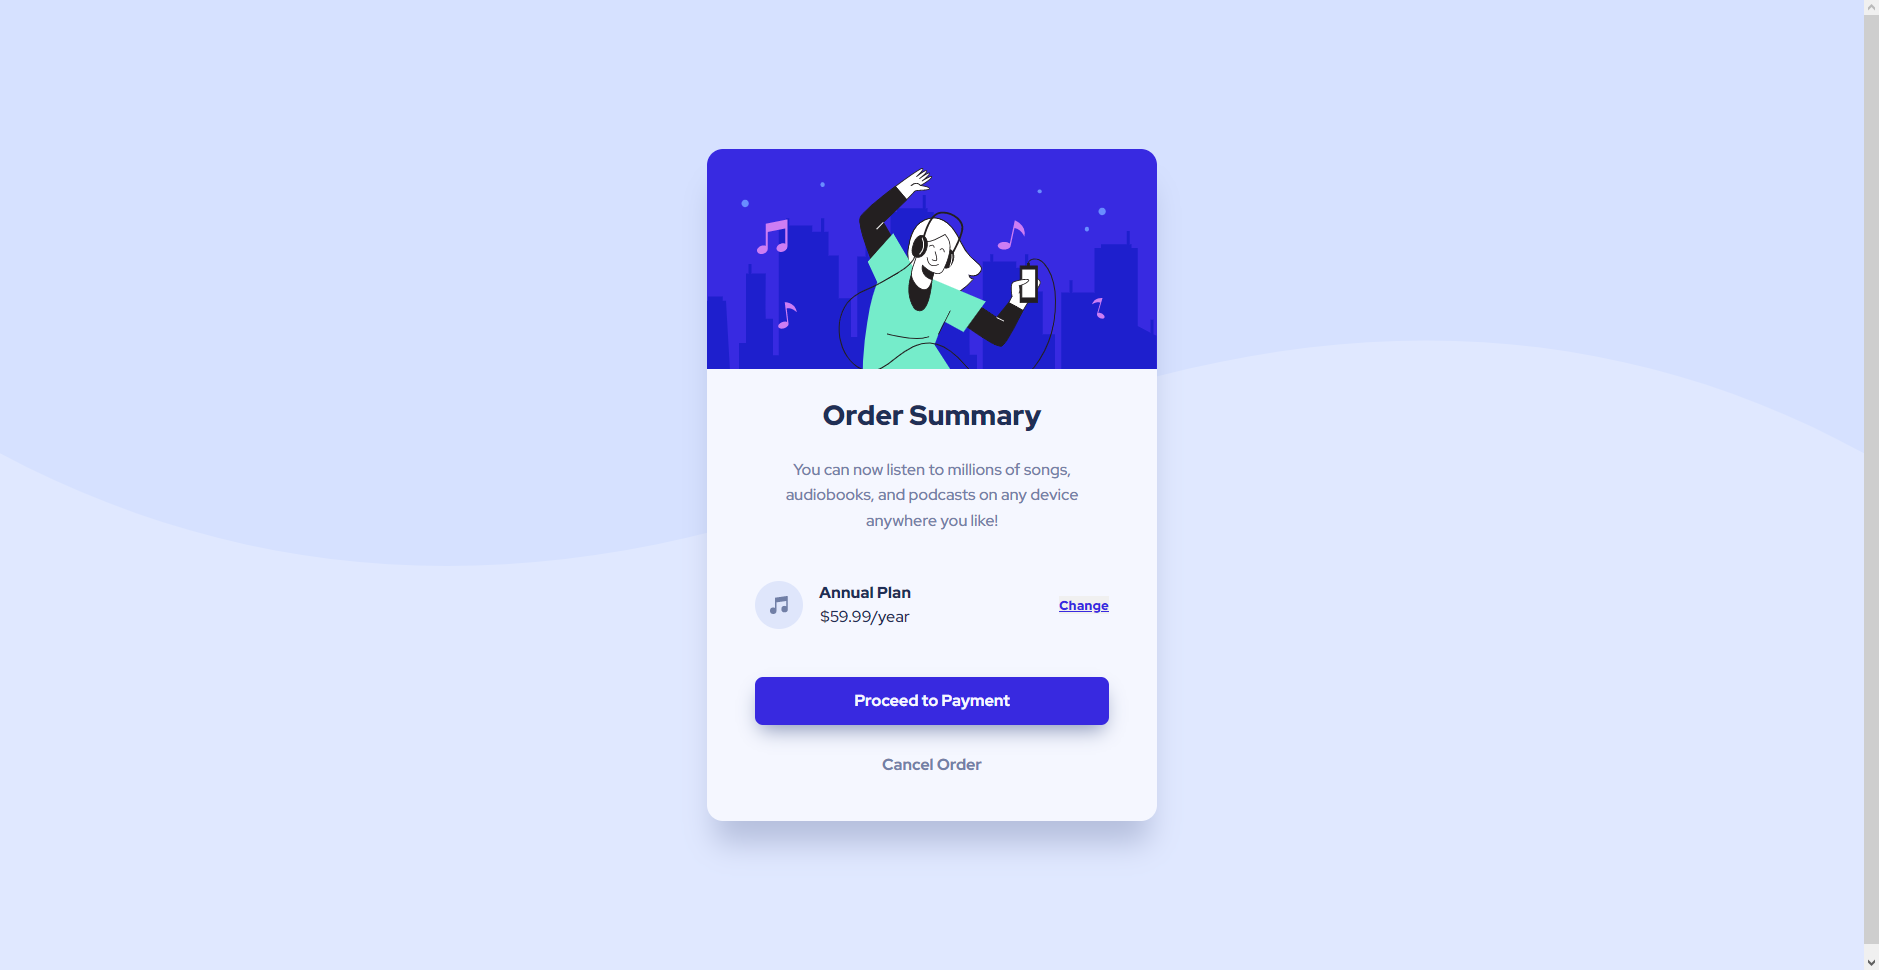 Order Summary
You can now listen to millions of songs,
audiobooks, and podcasts on any device
anywhere you like!
Annual Plan
$59.99/year
Change
Proceed to Payment
Cancel Order